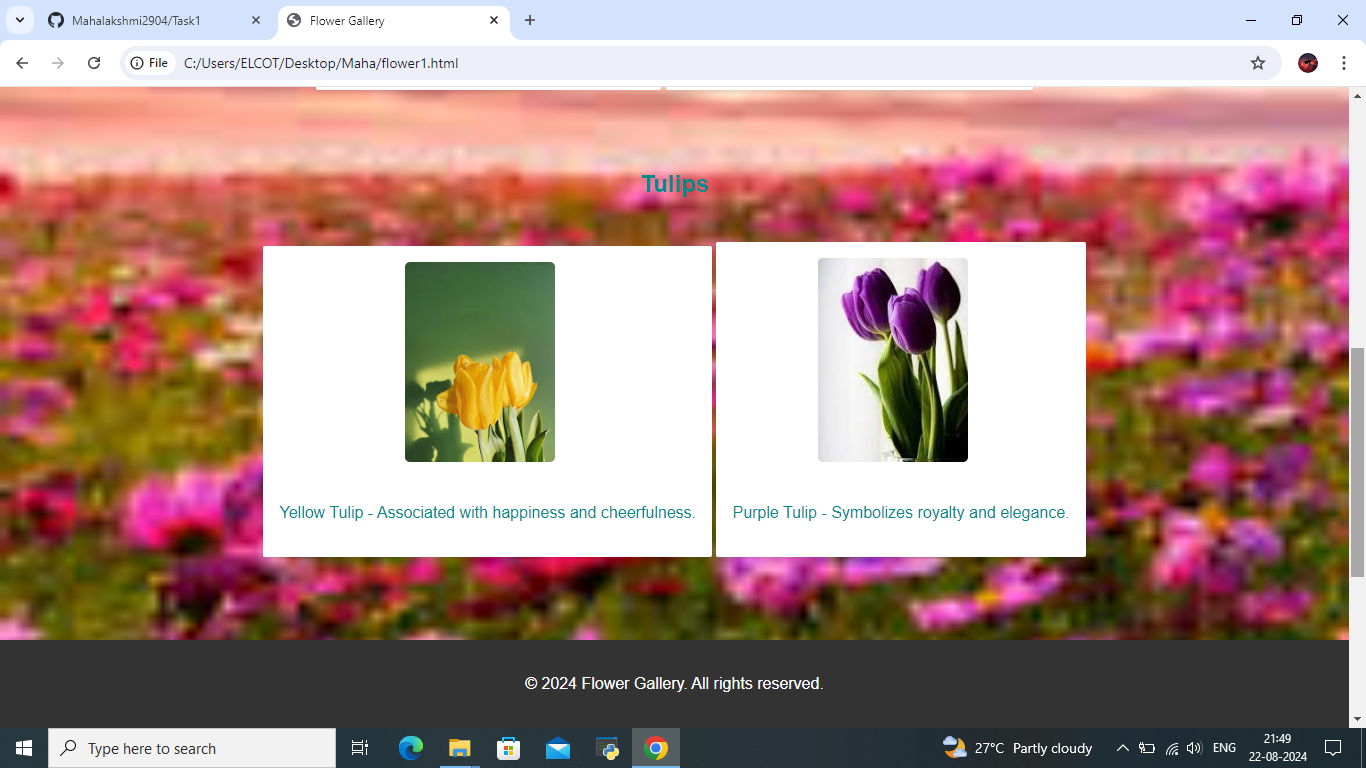 Mahalakshmi2904/Task1
Flower Gallery
File
C:/Users/ELCOT/Desktop/Maha/flower1.html
Tulips
Yellow Tulip - Associated with happiness and cheerfulness.
Purple Tulip - Symbolizes royalty and elegance.
© 2024 Flower Gallery. All rights reserved.
Type here to search
27°C Partly cloudy
ENG
21:49
22-08-2024